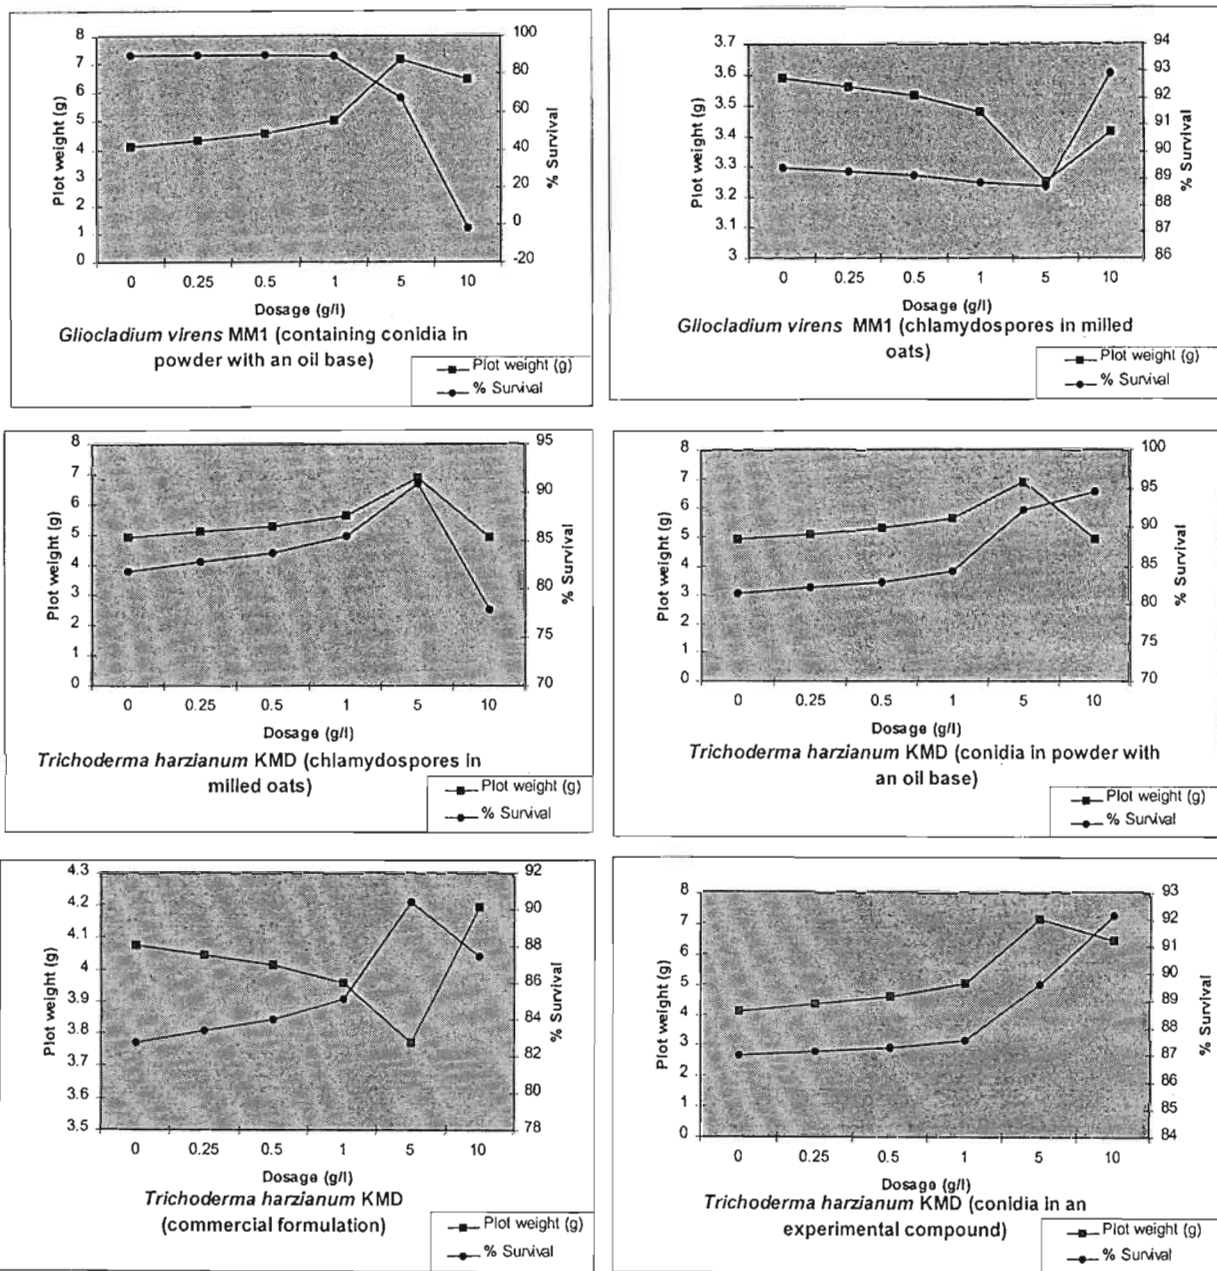 8
7
6
5
4
3
2
1
0
Plot weight (g)
100
80
60
40
20
0
-20
% Survival
0 0.25 0.5 1 5 10
Dosage (g/l)
Gliocladium virens MM1 (containing conidia in
powder with an oil base)
Plot weight (g)
% Survival
3.7
3.6
3.5
3.4
3.3
3.2
3.1
3
Plot weight (g)
94
93
92
91
90
89
88
87
86
% Survival
0 0.25 0.5 1 5 10
Dosage (g/l)
Gliocladium virens MM1 (chlamydospores in milled
oats)
Plot weight (g)
% Survival
8
7
6
5
4
3
2
1
0
Plot weight (g)
95
90
85
80
75
70
% Survival
0 0.25 0.5 1 5 10
Dosage (g/l)
Trichoderma harzianum KMD (chlamydospores in
milled oats)
Plot weight (g)
% Survival
8
7
6
5
4
3
2
1
0
Plot weight (g)
100
95
90
85
80
75
70
% Survival
0 0.25 0.5 1 5 10
Dosage (g/l)
Trichoderma harzianum KMD (conidia in powder with
an oil base)
Plot weight (g)
% Survival
4.3
4.2
4.1
4
3.9
3.8
3.7
3.6
3.5
Plot weight (g)
92
90
88
86
84
82
80
78
% Survival
0 0.25 0.5 1 5 10
Dosage (g/l)
Trichoderma harzianum KMD
(commercial formulation)
Plot weight (g)
% Survival
8
7
6
5
4
3
2
1
0
Plot weight (g)
93
92
91
90
89
88
87
86
85
84
% Survival
0 0.25 0.5 1 5 10
Dosage (g/l)
Trichoderma harzianum KMD (conidia in an
experimental compound)
Plot weight (g)
% Survival